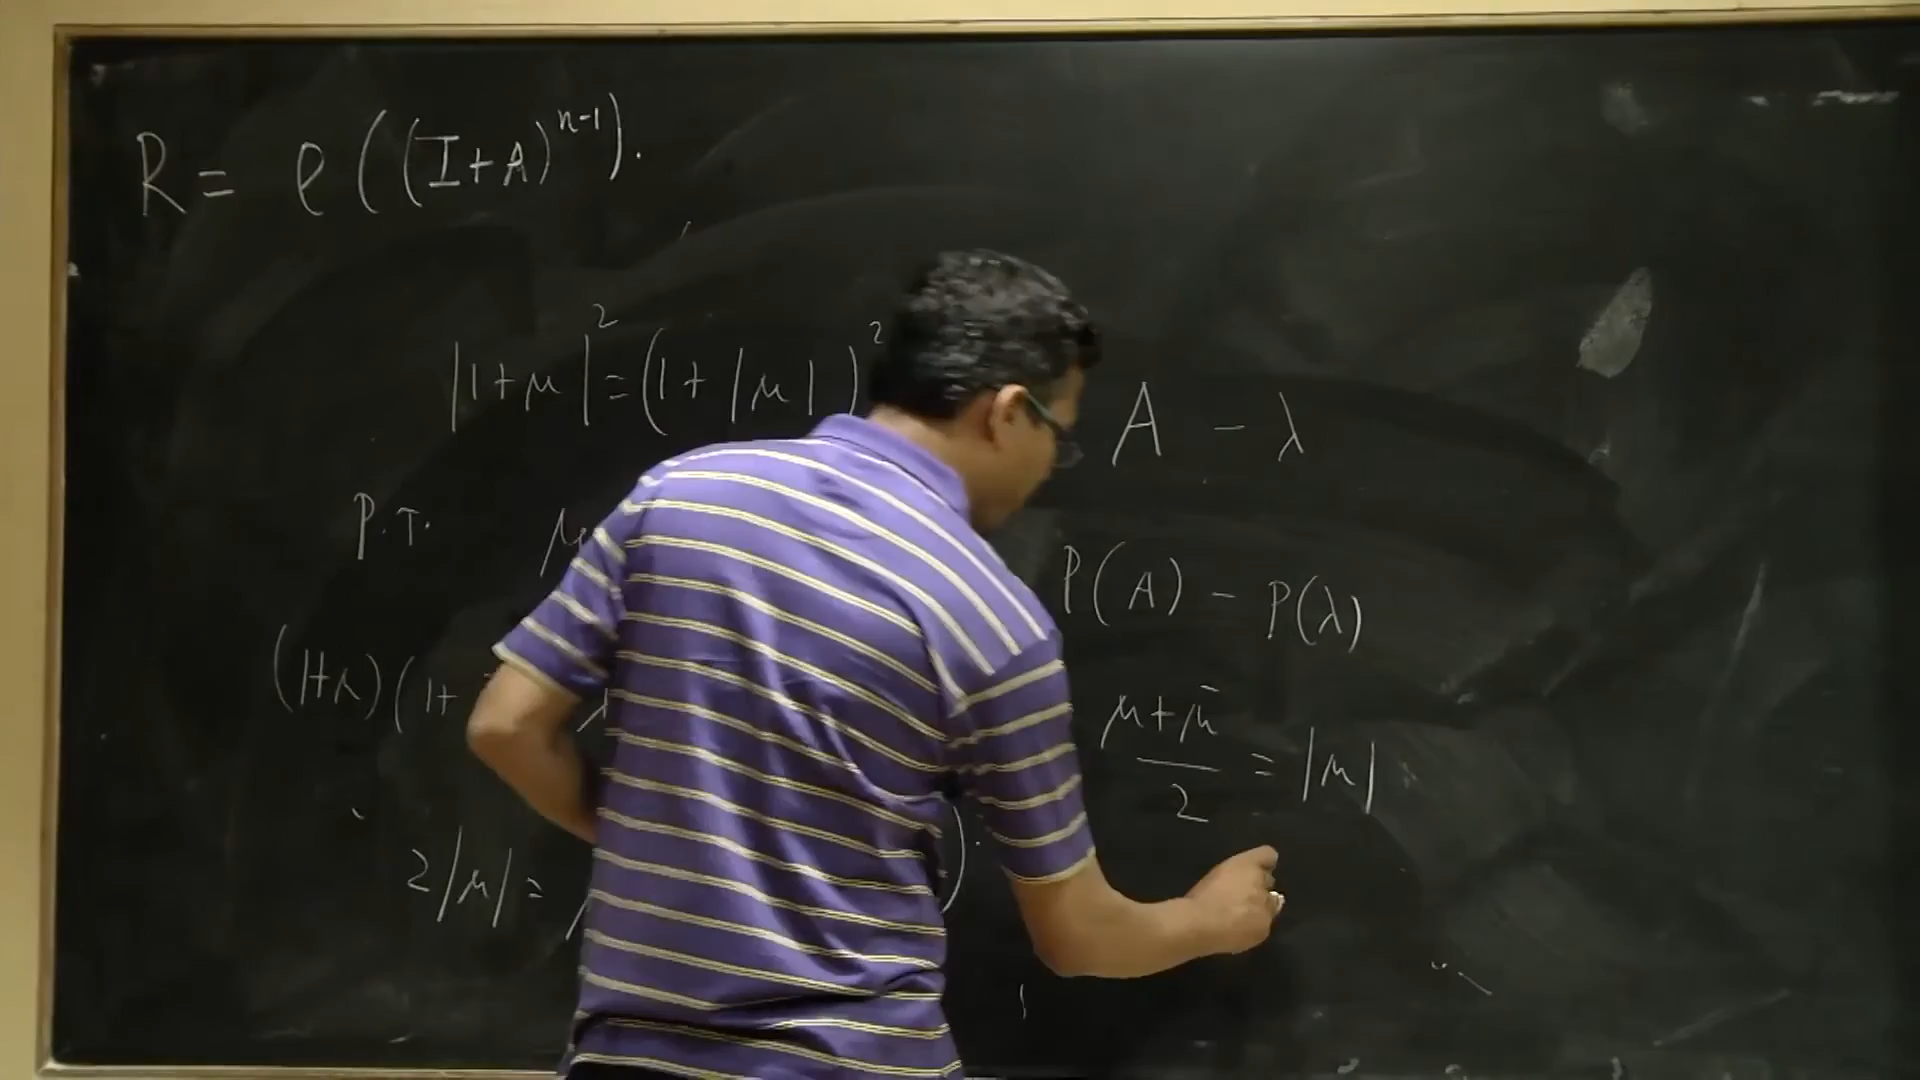 R = ρ((I+A)^{n-1}).
|1+μ|^2 = (1+|μ|)^2
A - λ
P.T. μ
P(A) - P(λ)
(1+μ)(1+
(μ+μ̄)/2 = |μ|
2|μ| =